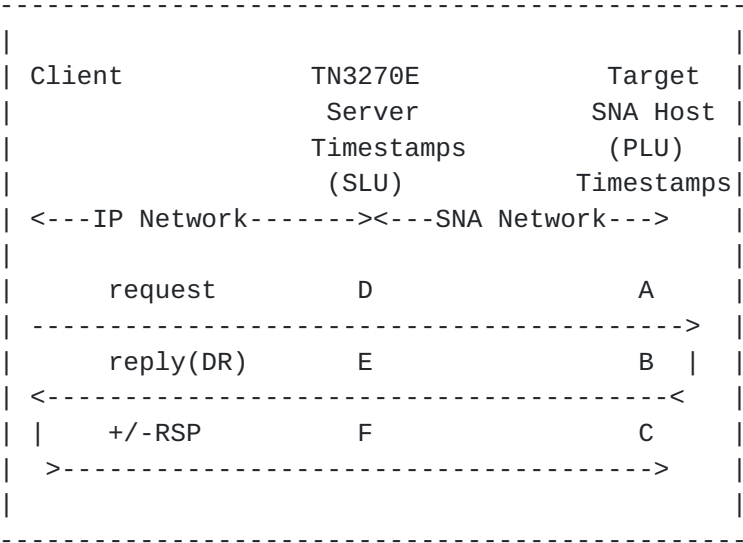 ------------------------------------------------
|                                              |
| Client            TN3270E            Target  |
|                    Server           SNA Host |
|                   Timestamps         (PLU)   |
|                    (SLU)           Timestamps|
| <---IP Network-------><---SNA Network--->    |
|                                              |
|      request         D                A      |
| ------------------------------------------>  |
|      reply(DR)       E                B  |   |
| <----------------------------------------<   |
| |    +/-RSP          F                C      |
|  >-------------------------------------->    |
|                                              |
------------------------------------------------